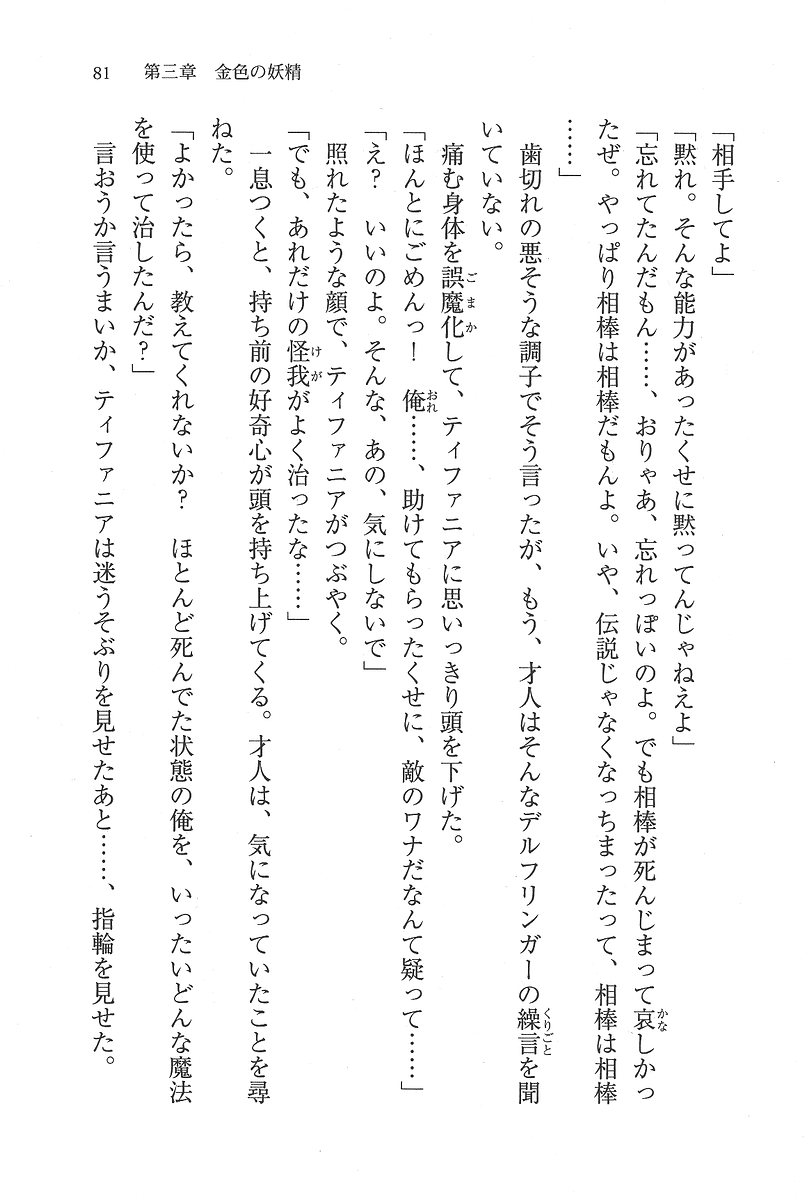 81　第三章　金色の妖精
「相手してよ」
「黙れ。そんな能力があったくせに黙ってんじゃねえよ」
「忘れてたんだもん……、おりゃあ、忘れっぽいのよ。でも相棒が死んじまって哀しかっ
たぜ。やっぱり相棒は相棒だもんよ。いや、伝説じゃなくなっちまったって、相棒は相棒
……」
　歯切れの悪そうな調子でそう言ったが、もう、才人はそんなデルフリンガーの繰言を聞
いていない。
　痛む身体を誤魔化して、ティファニアに思いっきり頭を下げた。
「ほんとにごめんっ！　俺……、助けてもらったくせに、敵のワナだなんて疑って……」
「え？　いいのよ。そんな、あの、気にしないで」
　照れたような顔で、ティファニアがつぶやく。
「でも、あれだけの怪我がよく治ったな……」
　一息つくと、持ち前の好奇心が頭を持ち上げてくる。才人は、気になっていたことを尋
ねた。
「よかったら、教えてくれないか？　ほとんど死んでた状態の俺を、いったいどんな魔法
を使って治したんだ？」
　言おうか言うまいか、ティファニアは迷うそぶりを見せたあと……、指輪を見せた。